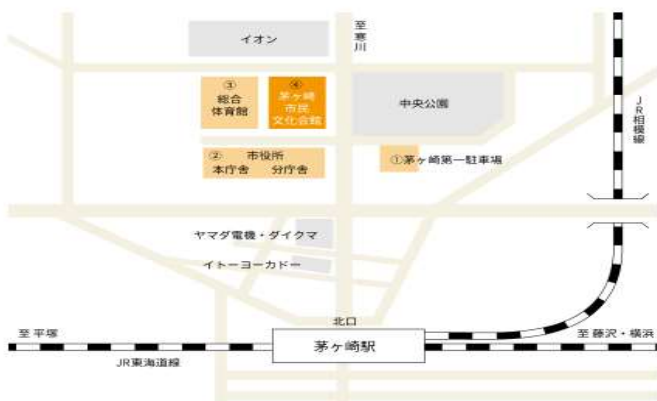 イオン
至寒川
③
総合
体育館
④
茅ヶ崎
市民
文化会館
中央公園
JR相模線
② 市役所
本庁舎 分庁舎
①茅ヶ崎第一駐車場
ヤマダ電機・ダイクマ
イトーヨーカドー
北口
至 平塚
茅ヶ崎駅
至 藤沢・横浜
JR東海道線